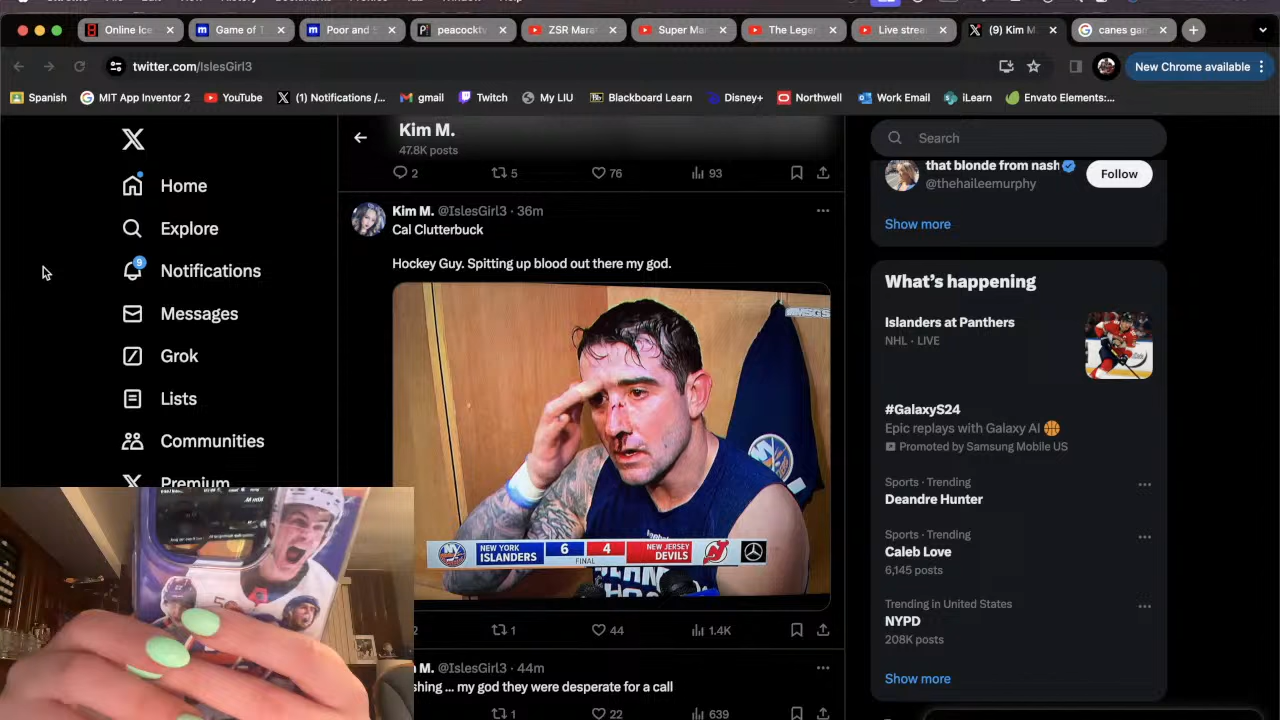 Online Ice
Game of T
Poor and
peacockt
ZSR Mara
Super Ma
The Leger
Live strea
(9) Kim M.
canes gar
twitter.com/IslesGirl3
New Chrome available
Spanish
MIT App Inventor 2
YouTube
(1) Notifications /...
gmail
Twitch
My LIU
Blackboard Learn
Disney+
Northwell
Work Email
iLearn
Envato Elements:...
Home
Explore
9
Notifications
Messages
Grok
Lists
Communities
Premium
Kim M.
47.8K posts
2 5 76 93
Kim M. @IslesGirl3 · 36m
Cal Clutterbuck
Hockey Guy. Spitting up blood out there my god.
MSGS
NEW YORK ISLANDERS 6 4 NEW JERSEY DEVILS
FINAL
2 1 44 1.4K
M. @IslesGirl3 · 44m
shing ... my god they were desperate for a call
1 22 639
Search
that blonde from nash
@thehaileemurphy
Follow
Show more
What's happening
Islanders at Panthers
NHL · LIVE
#GalaxyS24
Epic replays with Galaxy AI
Promoted by Samsung Mobile US
Sports · Trending
Deandre Hunter
Sports · Trending
Caleb Love
6,145 posts
Trending in United States
NYPD
208K posts
Show more